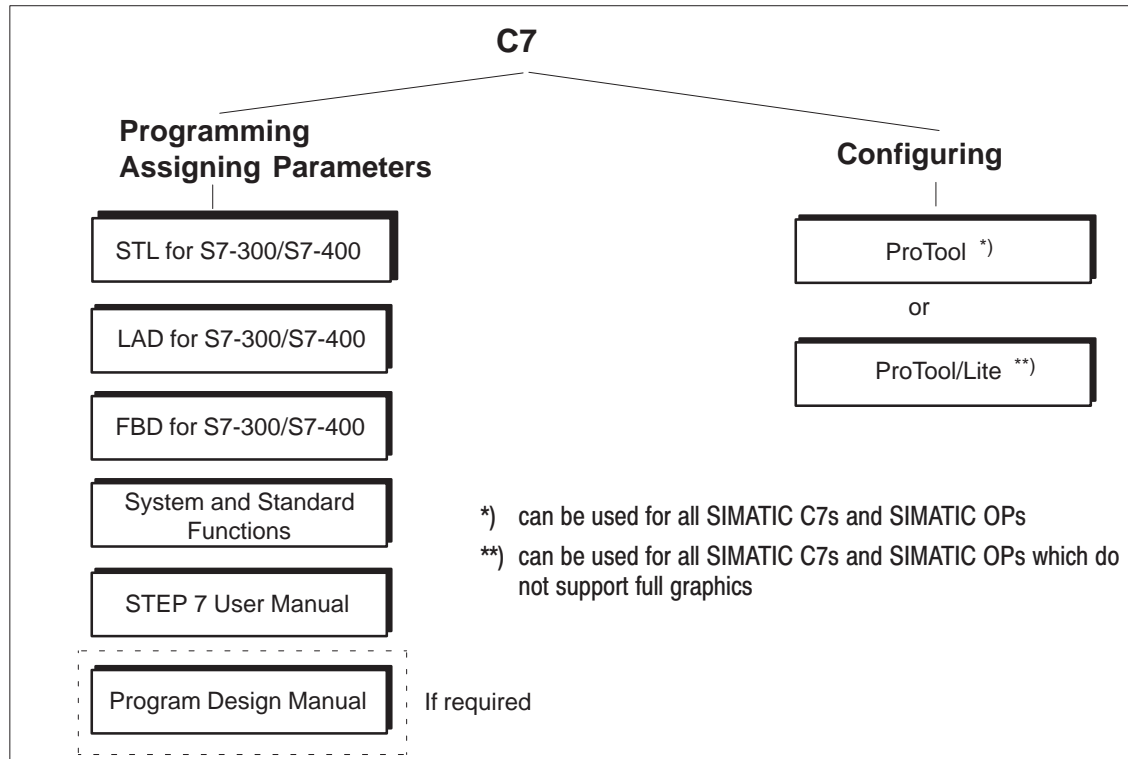 C7
Programming
Assigning Parameters
STL for S7-300/S7-400
LAD for S7-300/S7-400
FBD for S7-300/S7-400
System and Standard
Functions
STEP 7 User Manual
Program Design Manual
If required
Configuring
ProTool *)
or
ProTool/Lite **)
*) can be used for all SIMATIC C7s and SIMATIC OPs
**) can be used for all SIMATIC C7s and SIMATIC OPs which do
not support full graphics